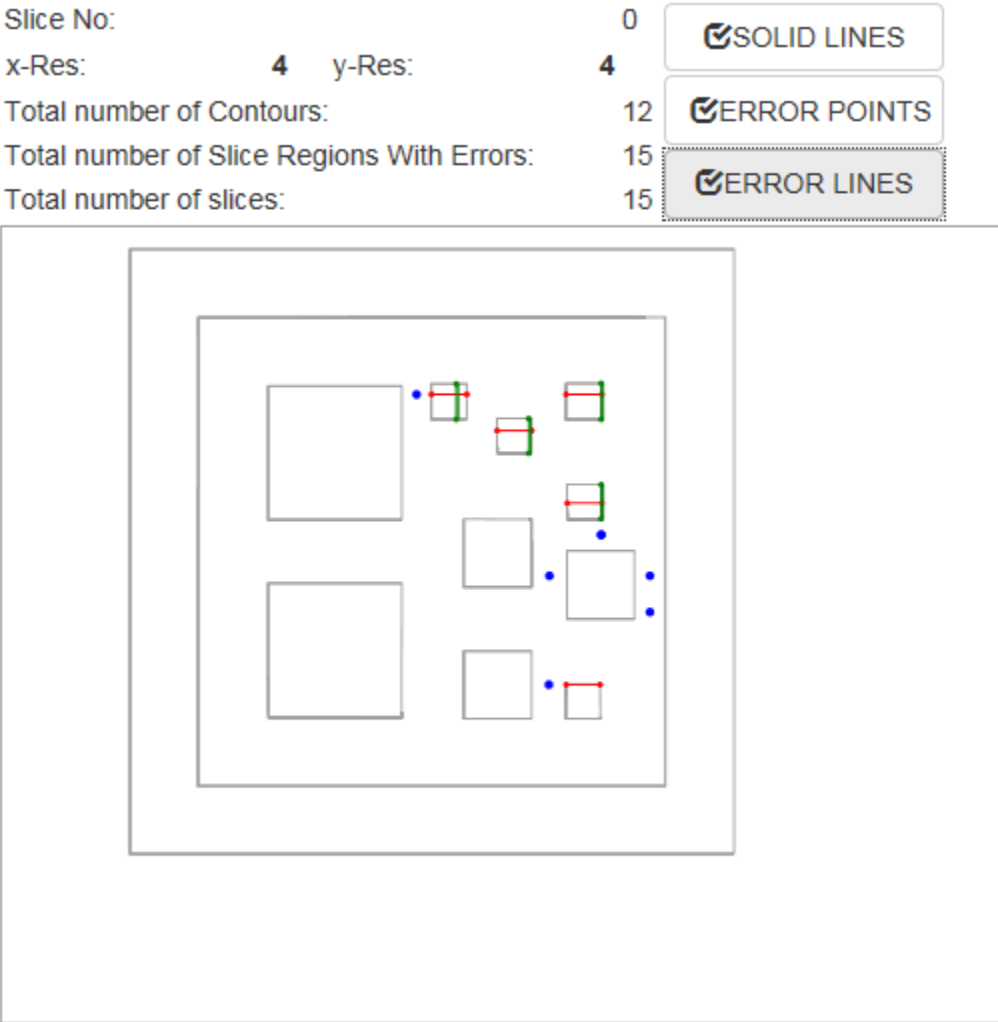 Slice No: 0
SOLID LINES
x-Res: 4 y-Res: 4
Total number of Contours: 12
ERROR POINTS
Total number of Slice Regions With Errors: 15
ERROR LINES
Total number of slices: 15